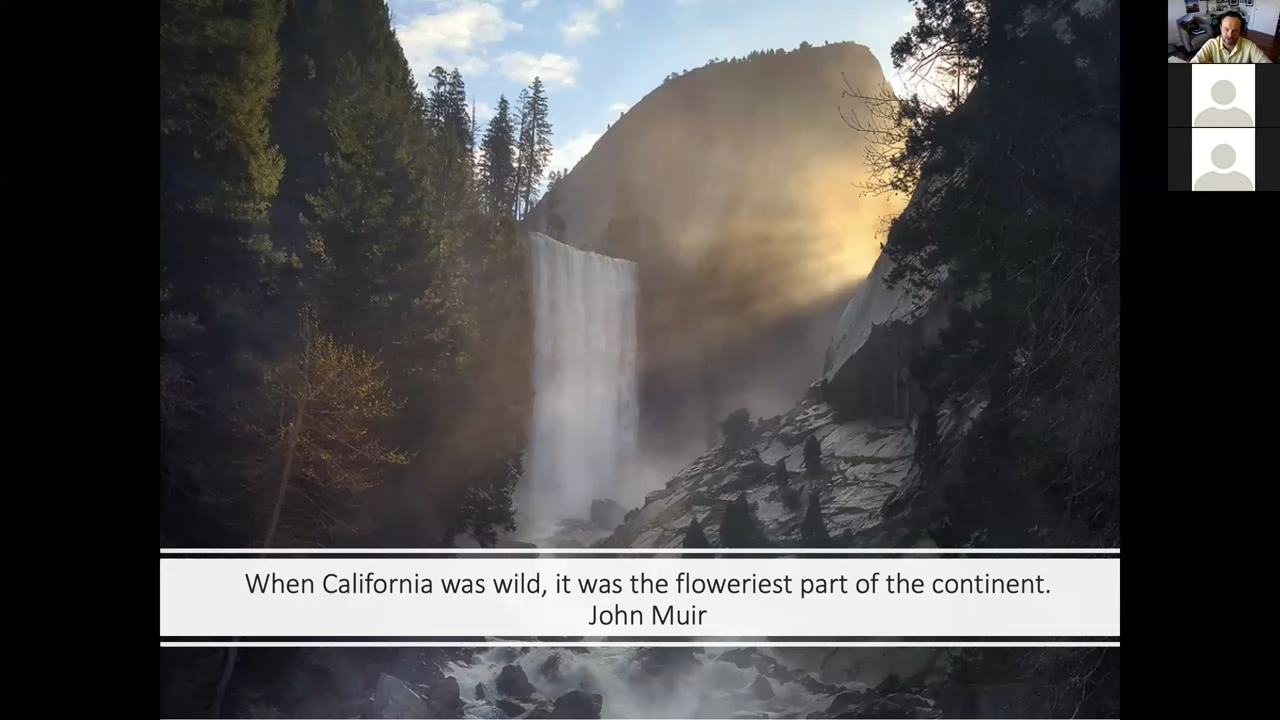 When California was wild, it was the floweriest part of the continent.
John Muir